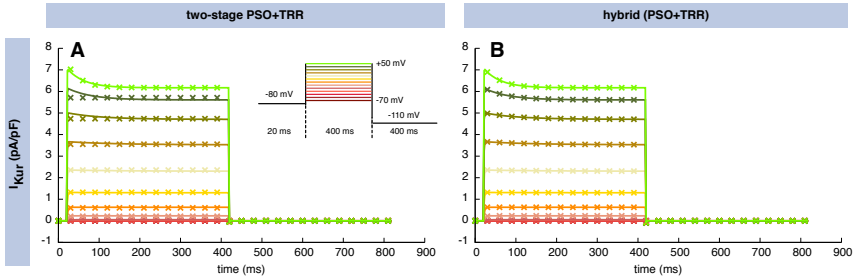 two-stage PSO+TRR
hybrid (PSO+TRR)
I_Kur (pA/pF)
A
8
7
6
5
4
3
2
1
0
-1
0 100 200 300 400 500 600 700 800 900
time (ms)
+50 mV
-80 mV
-70 mV
-110 mV
20 ms 400 ms 400 ms
B
8
7
6
5
4
3
2
1
0
-1
0 100 200 300 400 500 600 700 800 900
time (ms)